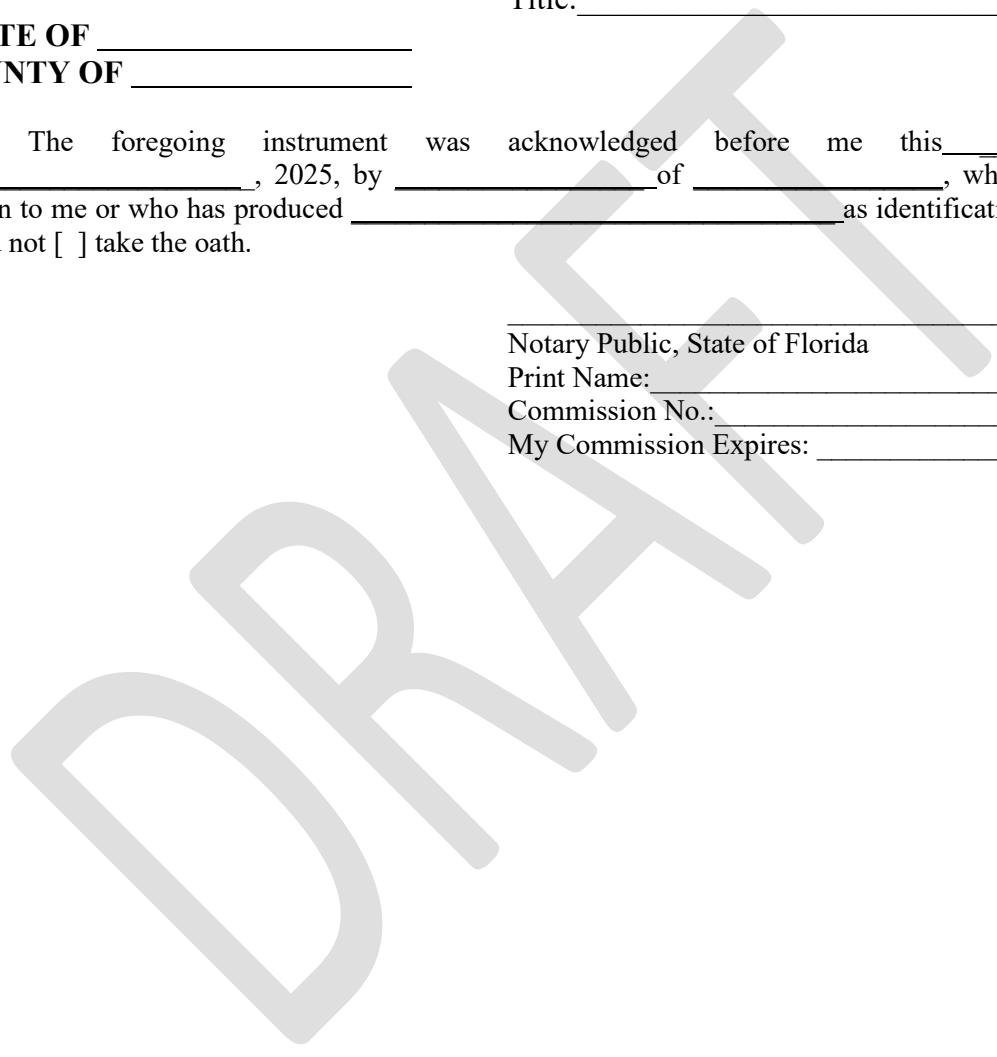 Title:
TE OF
NTY OF
The foregoing instrument was acknowledged before me this
, 2025, by of , wh
n to me or who has produced as identificati
not [ ] take the oath.
Notary Public, State of Florida
Print Name:
Commission No.:
My Commission Expires:
DRAFT